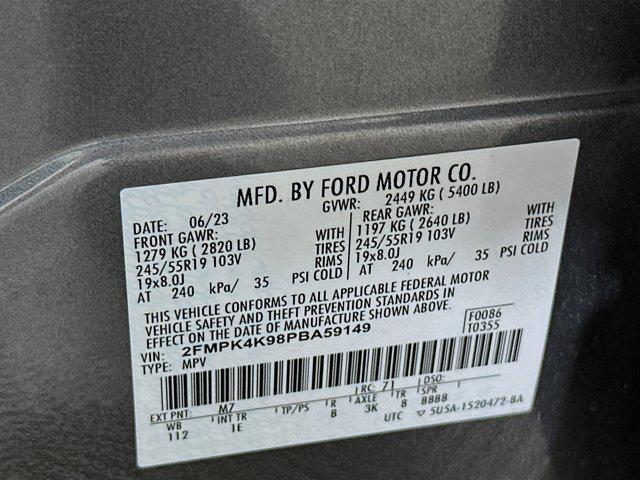 MFD. BY FORD MOTOR CO.
DATE: 06/23 GVWR: 2449 KG ( 5400 LB)
FRONT GAWR: WITH REAR GAWR: WITH
1279 KG ( 2820 LB) TIRES 1197 KG ( 2640 LB) TIRES
245/55R19 103V RIMS 245/55R19 103V RIMS
19x8.0J PSI COLD 19x8.0J PSI COLD
AT 240 kPa/ 35 AT 240 kPa/ 35
THIS VEHICLE CONFORMS TO ALL APPLICABLE FEDERAL MOTOR
VEHICLE SAFETY AND THEFT PREVENTION STANDARDS IN
EFFECT ON THE DATE OF MANUFACTURE SHOWN ABOVE.
VIN: 2FMPK4K98PBA59149 F0086
TYPE: MPV T0355
EXT PNT: M7 RC: 71 DSO:
WB INT TR TP/PS R AXLE TR SPR
112 1E B 3K 8 BBBB
UTC 5U5A-1520472-BA